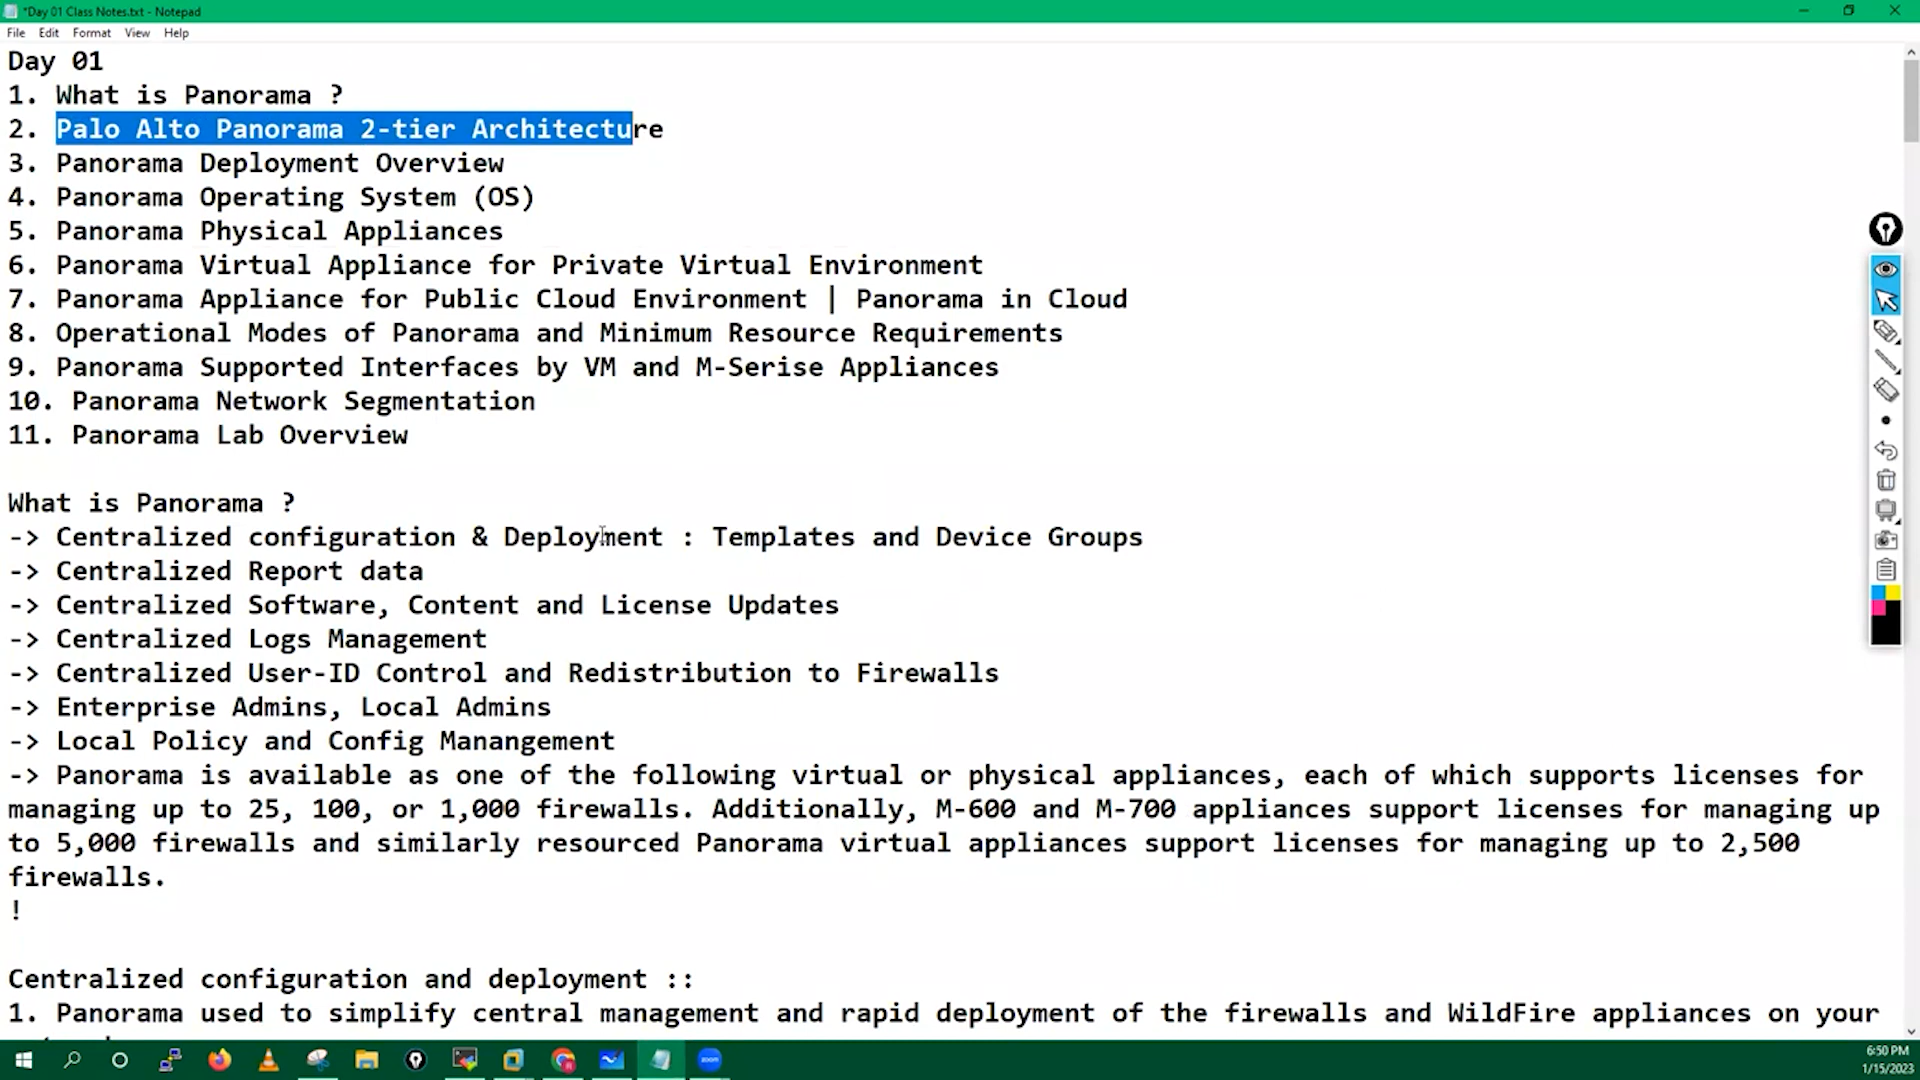 *Day 01 Class Notes.txt - Notepad
File Edit Format View Help
Day 01
1. What is Panorama ?
2. Palo Alto Panorama 2-tier Architecture
3. Panorama Deployment Overview
4. Panorama Operating System (OS)
5. Panorama Physical Appliances
6. Panorama Virtual Appliance for Private Virtual Environment
7. Panorama Appliance for Public Cloud Environment | Panorama in Cloud
8. Operational Modes of Panorama and Minimum Resource Requirements
9. Panorama Supported Interfaces by VM and M-Serise Appliances
10. Panorama Network Segmentation
11. Panorama Lab Overview
What is Panorama ?
-> Centralized configuration & Deployment : Templates and Device Groups
-> Centralized Report data
-> Centralized Software, Content and License Updates
-> Centralized Logs Management
-> Centralized User-ID Control and Redistribution to Firewalls
-> Enterprise Admins, Local Admins
-> Local Policy and Config Manangement
-> Panorama is available as one of the following virtual or physical appliances, each of which supports licenses for
managing up to 25, 100, or 1,000 firewalls. Additionally, M-600 and M-700 appliances support licenses for managing up
to 5,000 firewalls and similarly resourced Panorama virtual appliances support licenses for managing up to 2,500
firewalls.
!
Centralized configuration and deployment ::
1. Panorama used to simplify central management and rapid deployment of the firewalls and WildFire appliances on your
zoom
6:50 PM
1/15/2023